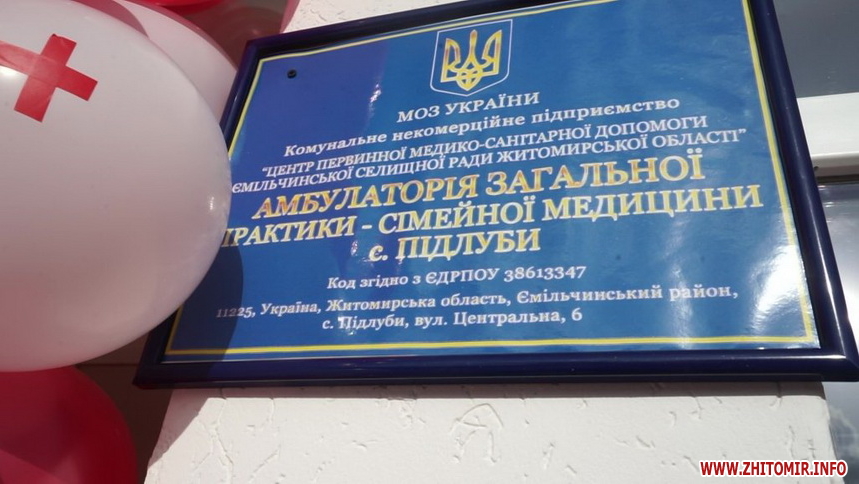 МОЗ УКРАЇНИ
Комунальне некомерційне підприємство
"ЦЕНТР ПЕРВИННОЇ МЕДИКО-САНІТАРНОЇ ДОПОМОГИ
ЄМІЛЬЧИНСЬКОЇ СЕЛИЩНОЇ РАДИ ЖИТОМИРСЬКОЇ ОБЛАСТІ"
АМБУЛАТОРІЯ ЗАГАЛЬНОЇ
ПРАКТИКИ - СІМЕЙНОЇ МЕДИЦИНИ
с. ПІДЛУБИ
Код згідно з ЄДРПОУ 38613347
11225, Україна, Житомирська область, Ємільчинський район,
с. Підлуби, вул. Центральна, 6
WWW.ZHITOMIR.INFO